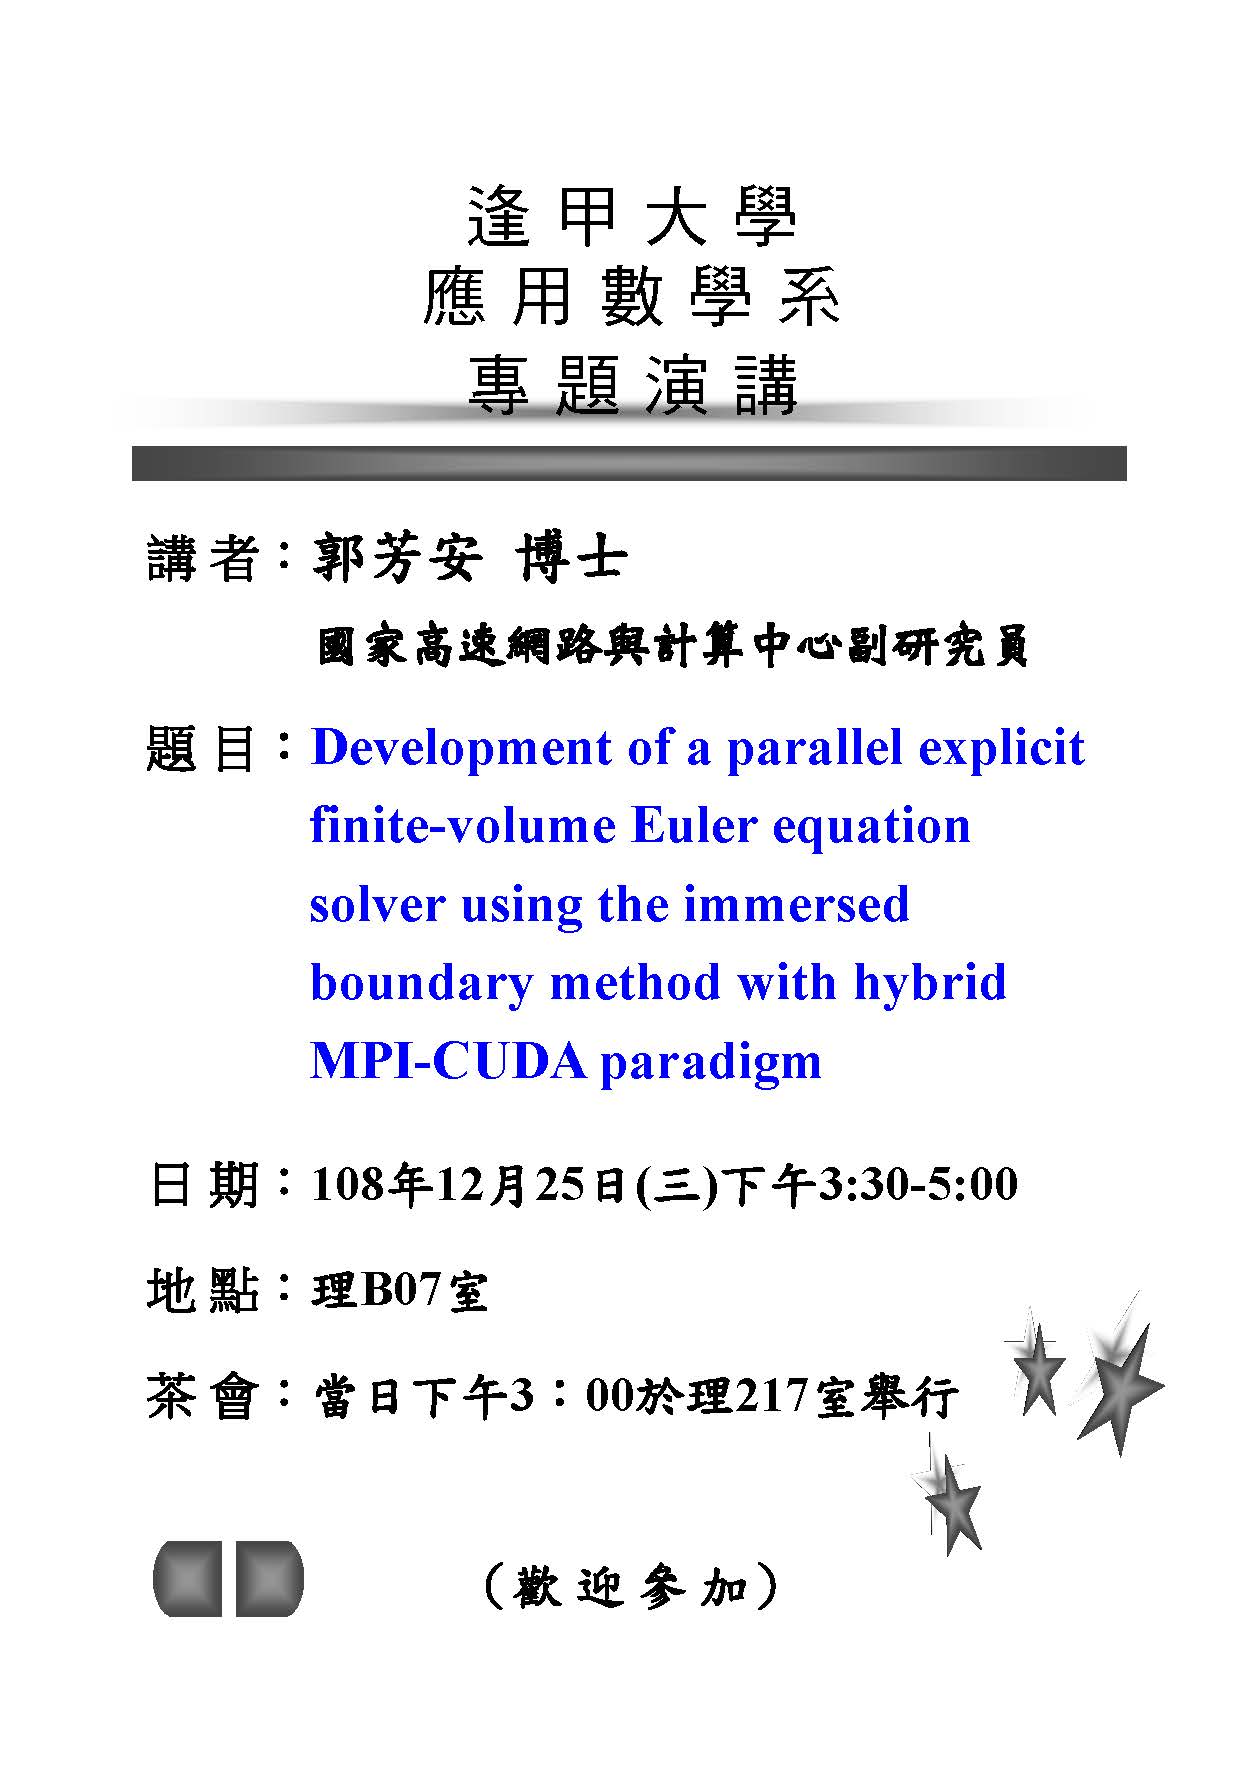 逢甲大學
應用數學系
專題演講
講者：郭芳安 博士
國家高速網路與計算中心副研究員
題目：Development of a parallel explicit
finite-volume Euler equation
solver using the immersed
boundary method with hybrid
MPI-CUDA paradigm
日期：108年12月25日(三)下午3:30-5:00
地點：理B07室
茶會：當日下午3：00於理217室舉行
（歡迎參加）